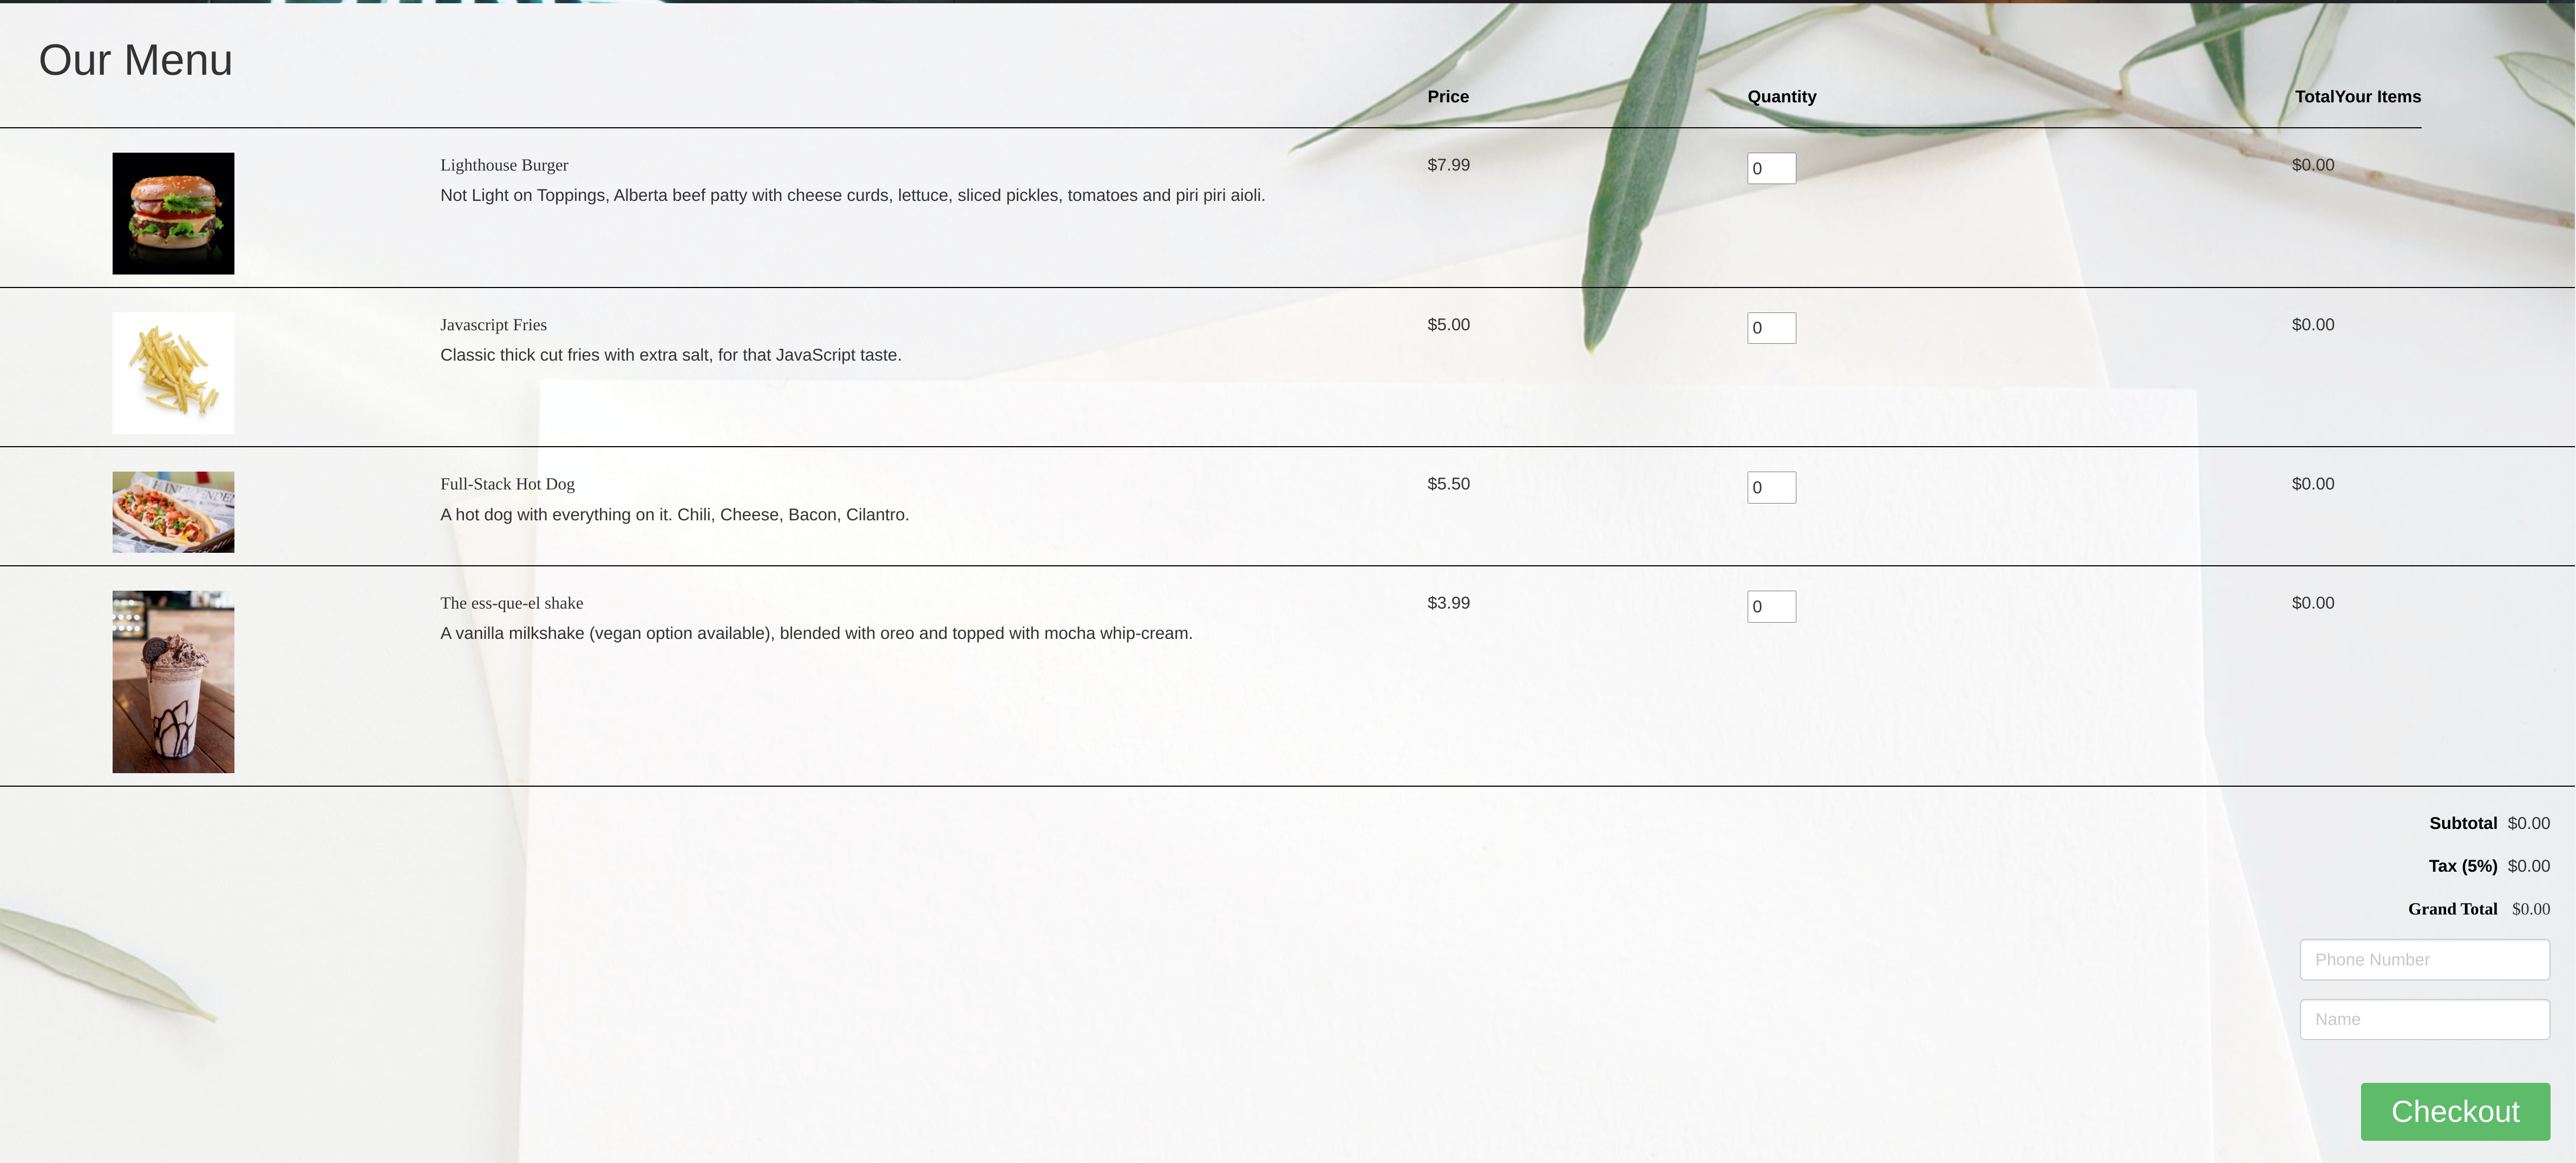 Our Menu
Price Quantity TotalYour Items
Lighthouse Burger $7.99 0 $0.00
Not Light on Toppings, Alberta beef patty with cheese curds, lettuce, sliced pickles, tomatoes and piri piri aioli.
Javascript Fries $5.00 0 $0.00
Classic thick cut fries with extra salt, for that JavaScript taste.
Full-Stack Hot Dog $5.50 0 $0.00
A hot dog with everything on it. Chili, Cheese, Bacon, Cilantro.
The ess-que-el shake $3.99 0 $0.00
A vanilla milkshake (vegan option available), blended with oreo and topped with mocha whip-cream.
Subtotal $0.00
Tax (5%) $0.00
Grand Total $0.00
Phone Number
Name
Checkout